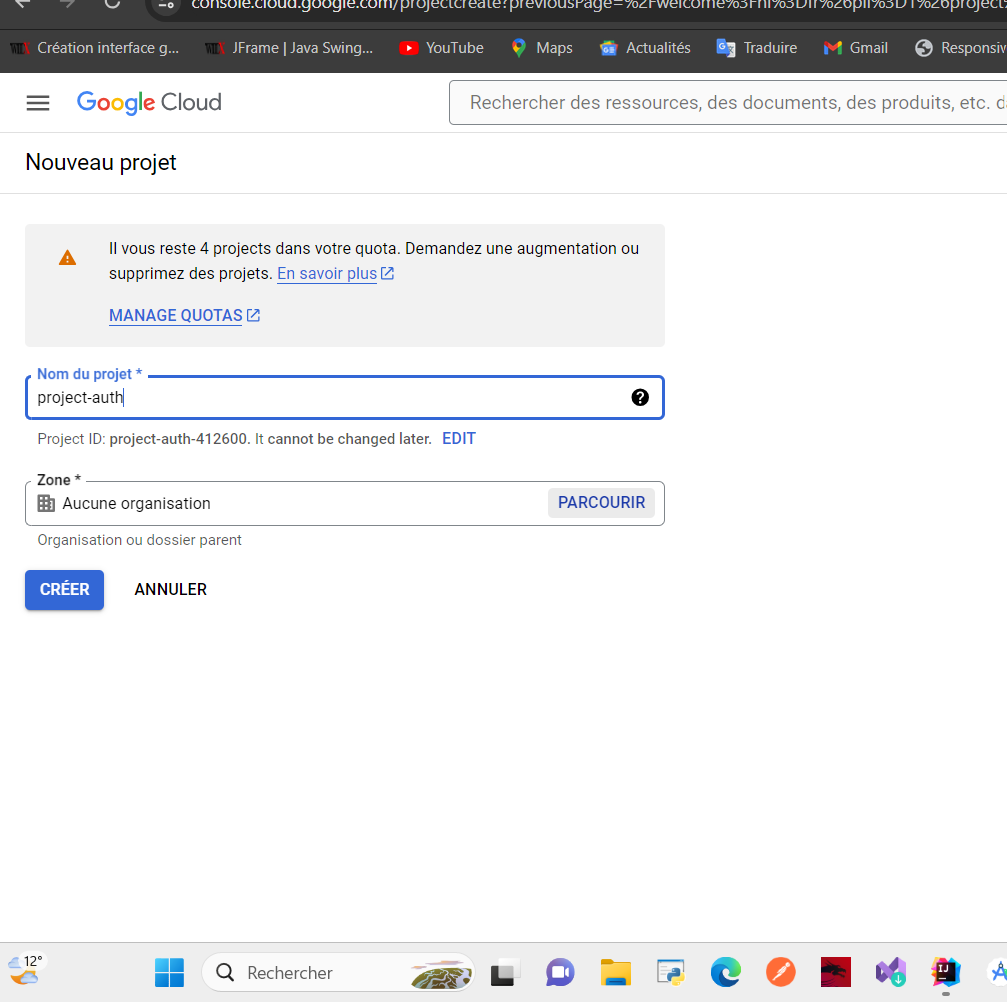 console.cloud.google.com/projectcreate?previousPage=%2Fwelcome%3Fhl%3Dfr%26pli%3D1%26project%
Création interface g... JFrame | Java Swing... YouTube Maps Actualités Traduire Gmail Responsiv
Google Cloud
Rechercher des ressources, des documents, des produits, etc. d
Nouveau projet
Il vous reste 4 projects dans votre quota. Demandez une augmentation ou
supprimez des projets. En savoir plus
MANAGE QUOTAS
Nom du projet *
project-auth
Project ID: project-auth-412600. It cannot be changed later. EDIT
Zone *
Aucune organisation PARCOURIR
Organisation ou dossier parent
CRÉER ANNULER
12°
Rechercher
IJ